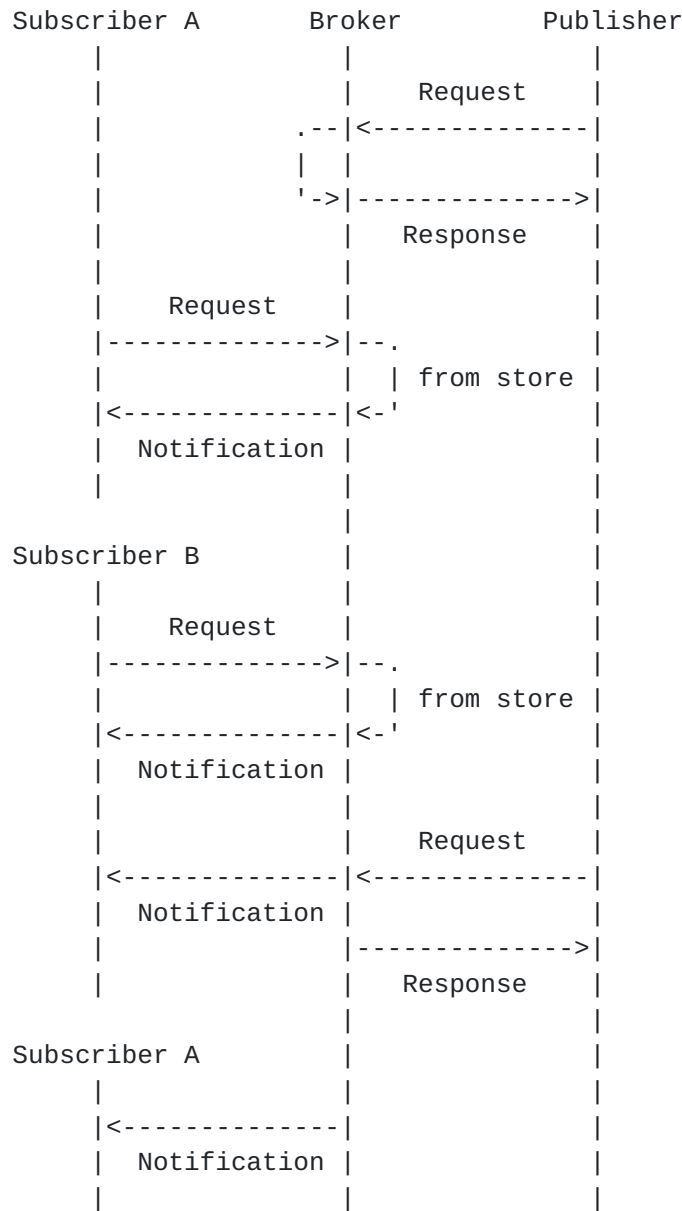 Subscriber A Broker Publisher
Request
Response
Request
from store
Notification
Subscriber B
Request
from store
Notification
Request
Notification
Response
Subscriber A
Notification